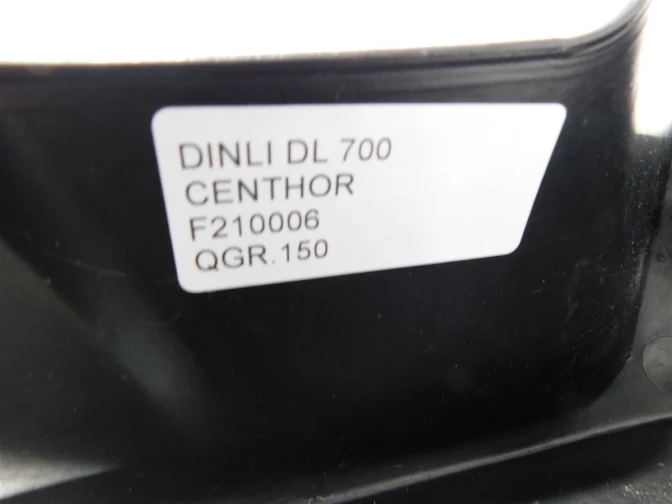 DINLI DL 700
CENTHOR
F210006
QGR.150